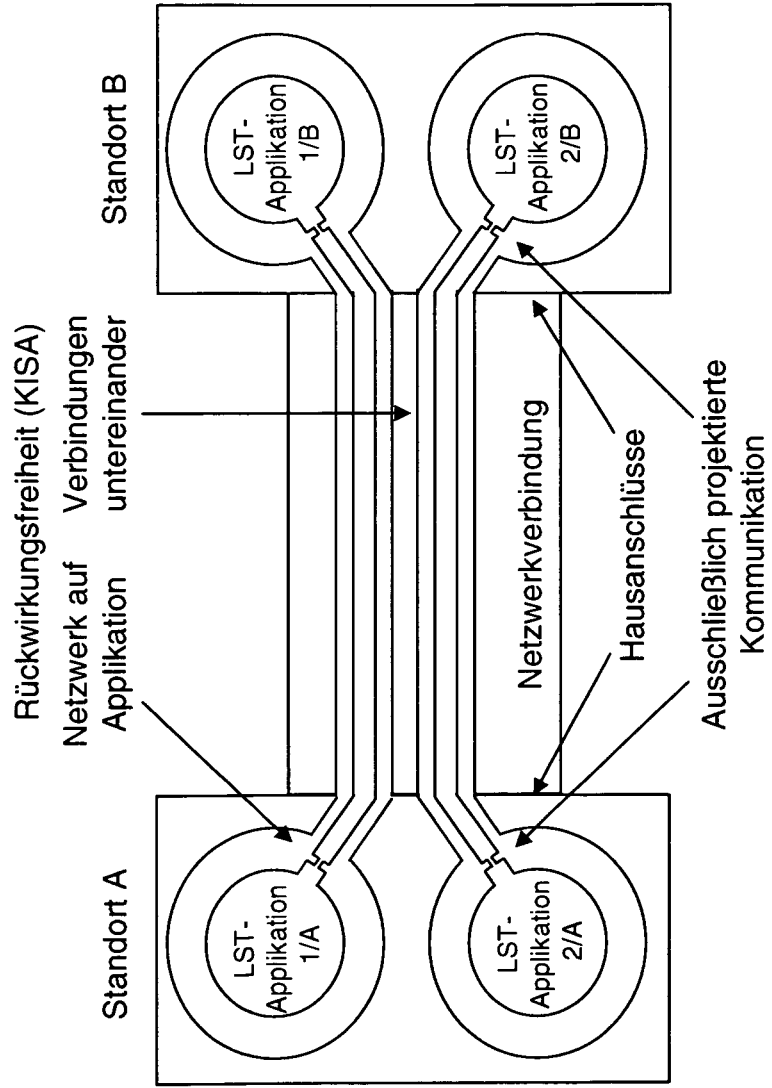 Rückwirkungsfreiheit (KISA)
Netzwerk auf
Applikation
Verbindungen
untereinander
Standort A
Standort B
LST-
Applikation
1/A
LST-
Applikation
1/B
LST-
Applikation
2/A
LST-
Applikation
2/B
Netzwerkverbindung
Hausanschlüsse
Ausschließlich projektierte
Kommunikation